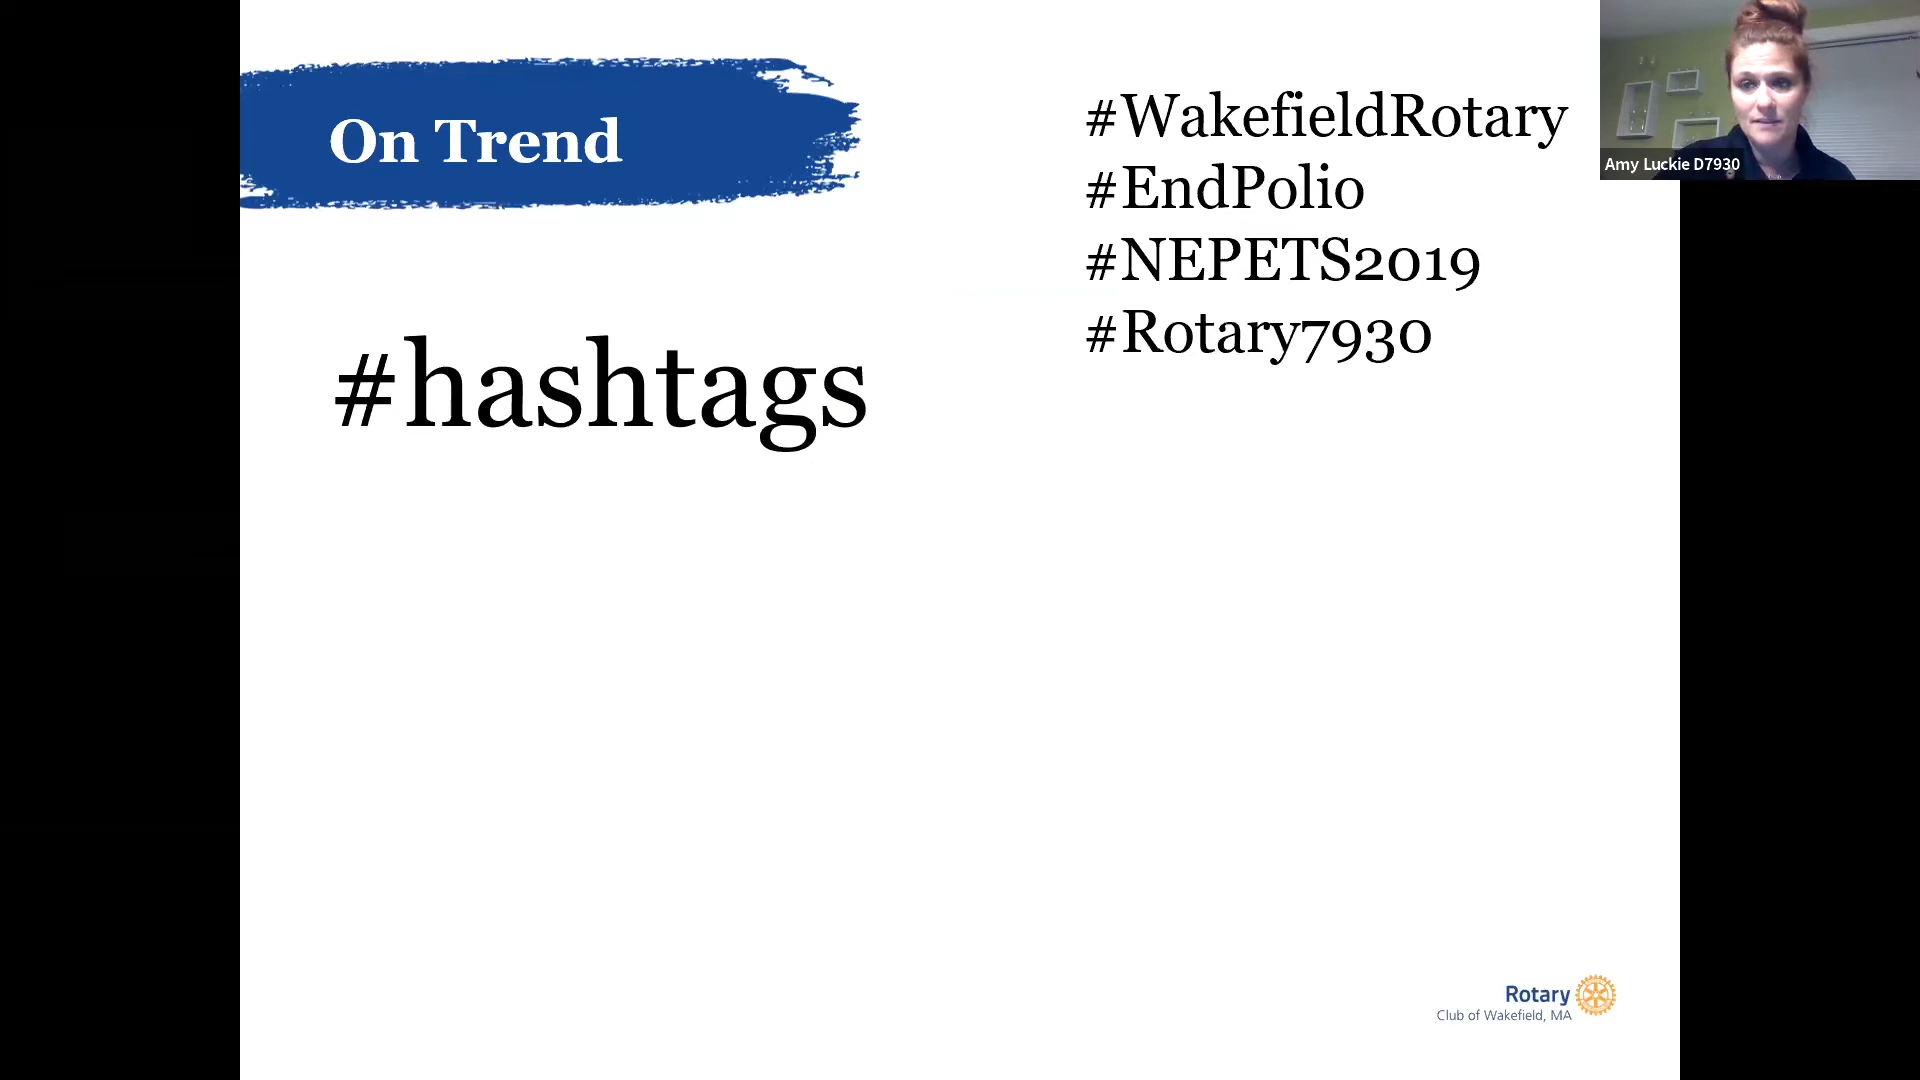 On Trend
#hashtags
#WakefieldRotary
#EndPolio
#NEPETS2019
#Rotary7930
Amy Luckie D7930
Rotary
Club of Wakefield, MA